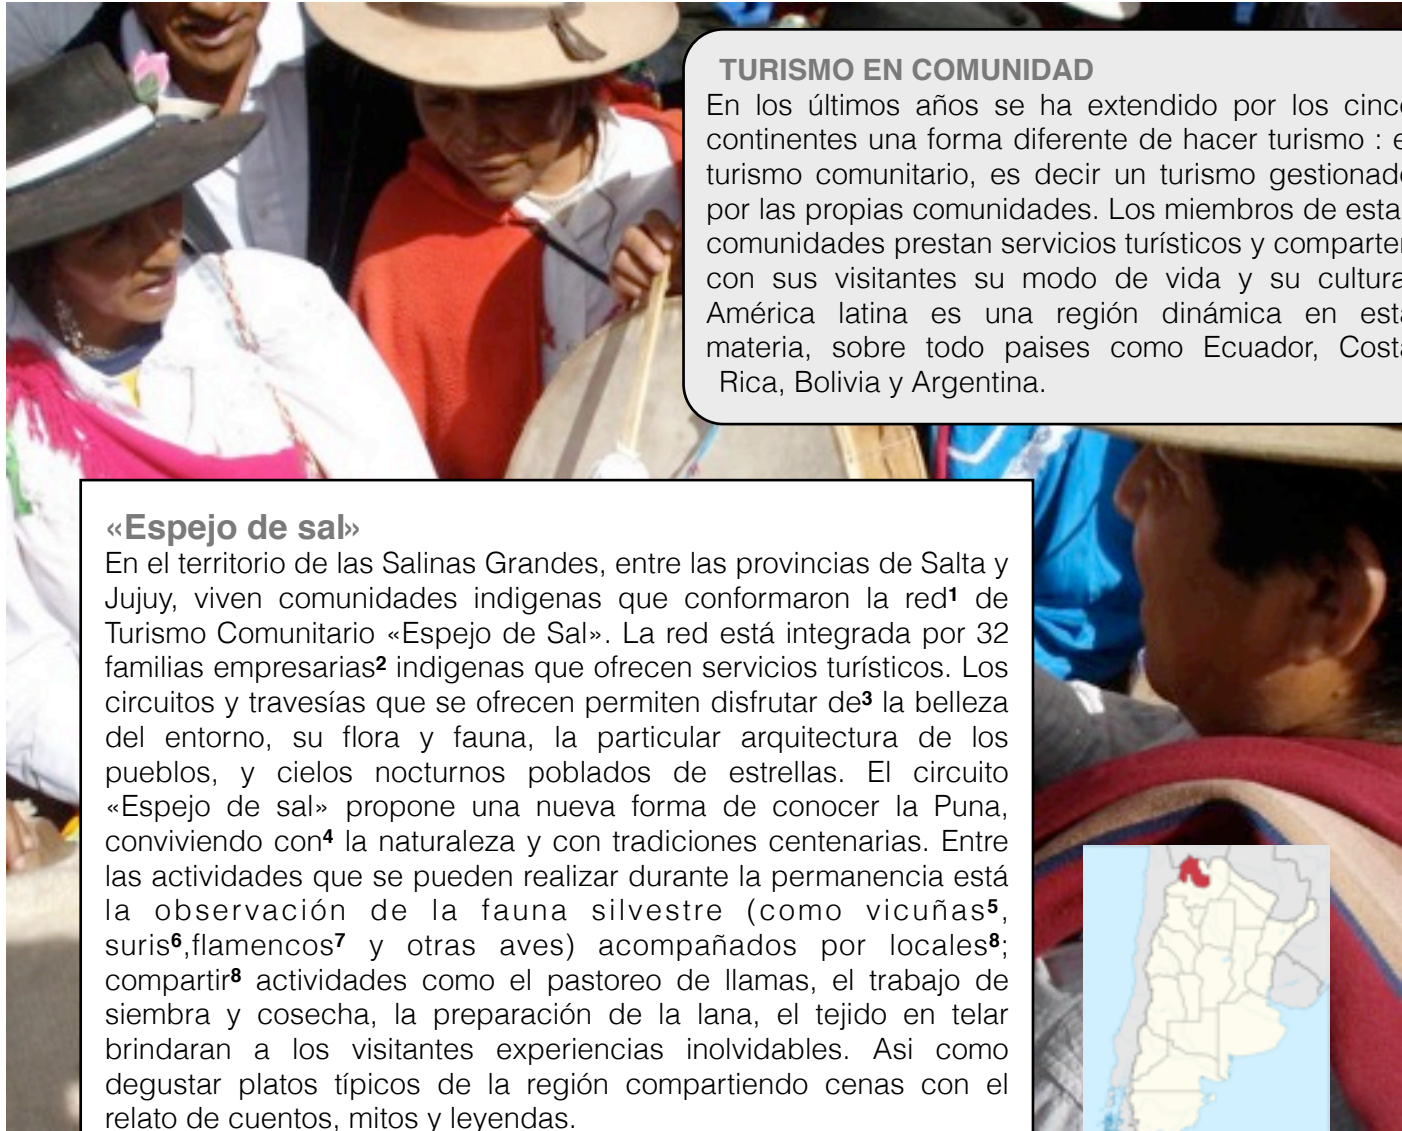 TURISMO EN COMUNIDAD
En los últimos años se ha extendido por los cinco
continentes una forma diferente de hacer turismo : e
turismo comunitario, es decir un turismo gestionado
por las propias comunidades. Los miembros de esta
comunidades prestan servicios turísticos y comparten
con sus visitantes su modo de vida y su cultura
América latina es una región dinámica en esta
materia, sobre todo paises como Ecuador, Costa
Rica, Bolivia y Argentina.
«Espejo de sal»
En el territorio de las Salinas Grandes, entre las provincias de Salta y
Jujuy, viven comunidades indigenas que conformaron la red1 de
Turismo Comunitario «Espejo de Sal». La red está integrada por 32
familias empresarias2 indigenas que ofrecen servicios turísticos. Los
circuitos y travesías que se ofrecen permiten disfrutar de3 la belleza
del entorno, su flora y fauna, la particular arquitectura de los
pueblos, y cielos nocturnos poblados de estrellas. El circuito
«Espejo de sal» propone una nueva forma de conocer la Puna,
conviviendo con4 la naturaleza y con tradiciones centenarias. Entre
las actividades que se pueden realizar durante la permanencia está
la observación de la fauna silvestre (como vicuñas5,
suris6,flamencos7 y otras aves) acompañados por locales8;
compartir8 actividades como el pastoreo de llamas, el trabajo de
siembra y cosecha, la preparación de la lana, el tejido en telar
brindaran a los visitantes experiencias inolvidables. Asi como
degustar platos típicos de la región compartiendo cenas con el
relato de cuentos, mitos y leyendas.